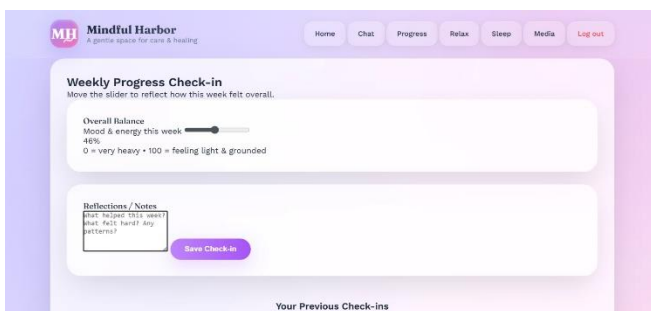 MH
Mindful Harbor
A gentle space for care & healing
Home Chat Progress Relax Sleep Media Log out
Weekly Progress Check-in
Move the slider to reflect how this week felt overall.
Overall Balance
Mood & energy this week
46%
0 = very heavy • 100 = feeling light & grounded
Reflections / Notes
What helped this week?
What felt hard? Any
patterns?
Save Check-in
Your Previous Check-ins